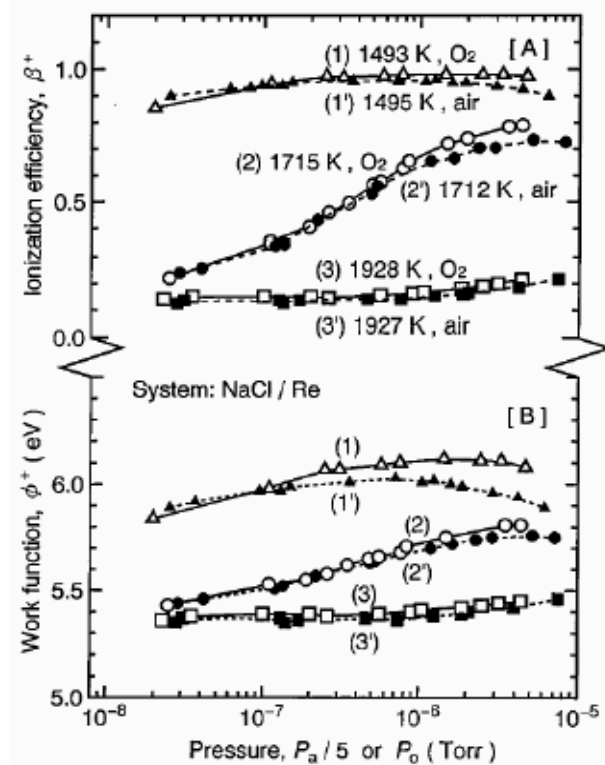 [A]
(1) 1493 K, O₂
(1') 1495 K, air
(2) 1715 K, O₂
(2') 1712 K, air
(3) 1928 K, O₂
(3') 1927 K, air
Ionization efficiency, β⁺
1.0
0.5
0.0
System: NaCl / Re
[B]
(1)
(1')
(2)
(2')
(3)
(3')
Work function, ϕ⁺ (eV)
6.0
5.5
5.0
10⁻⁸
10⁻⁷
10⁻⁶
10⁻⁵
Pressure, Pₐ / 5 or Pₒ (Torr)